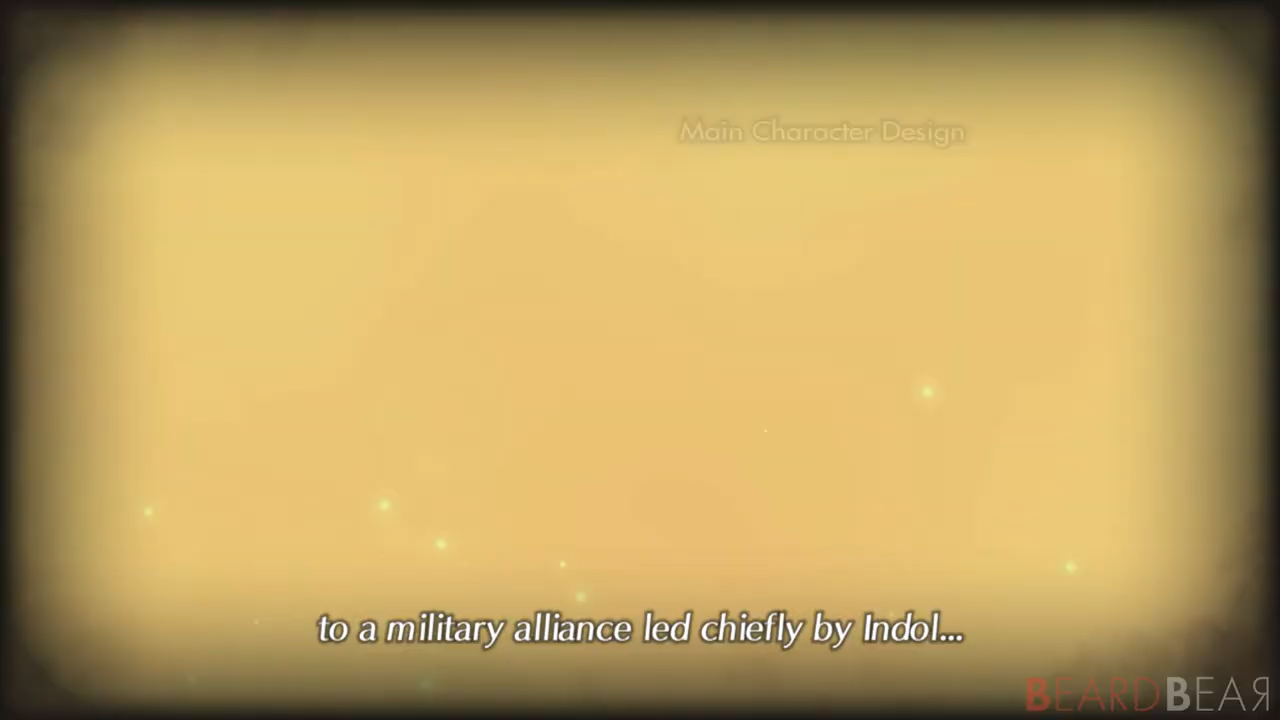 Main Character Design
to a military alliance led chiefly by Indol...
BEARDBEAR